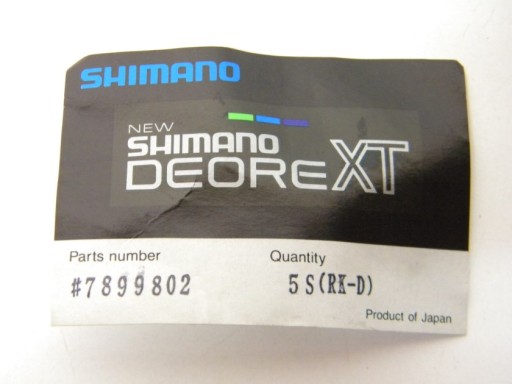 SHIMANO
NEW
SHIMANO
DEORE XT
Parts number Quantity
#7899802 5S(RK-D)
Product of Japan